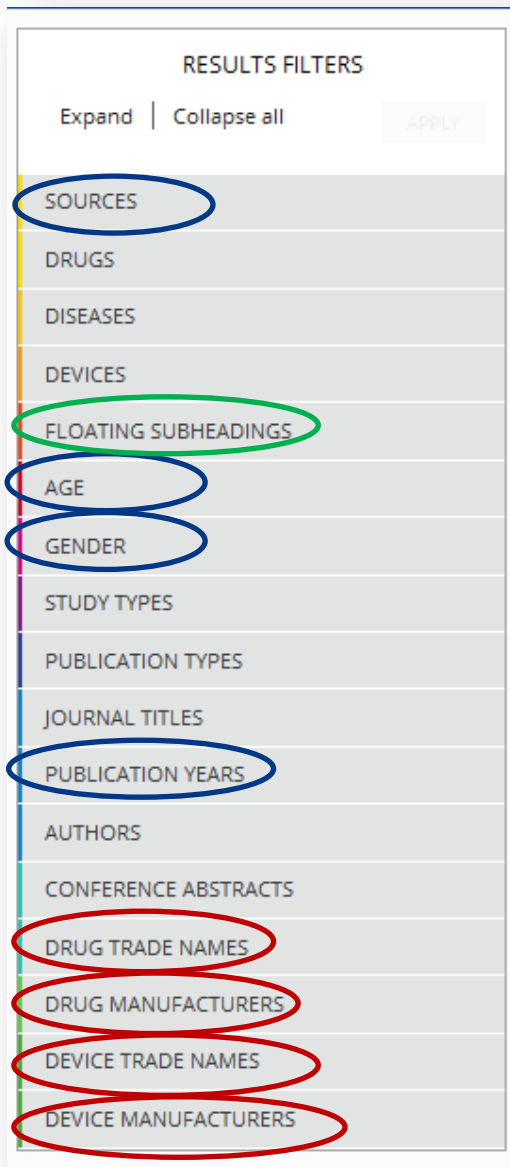 RESULTS FILTERS
Expand | Collapse all
APPLY
SOURCES
DRUGS
DISEASES
DEVICES
FLOATING SUBHEADINGS
AGE
GENDER
STUDY TYPES
PUBLICATION TYPES
JOURNAL TITLES
PUBLICATION YEARS
AUTHORS
CONFERENCE ABSTRACTS
DRUG TRADE NAMES
DRUG MANUFACTURERS
DEVICE TRADE NAMES
DEVICE MANUFACTURERS